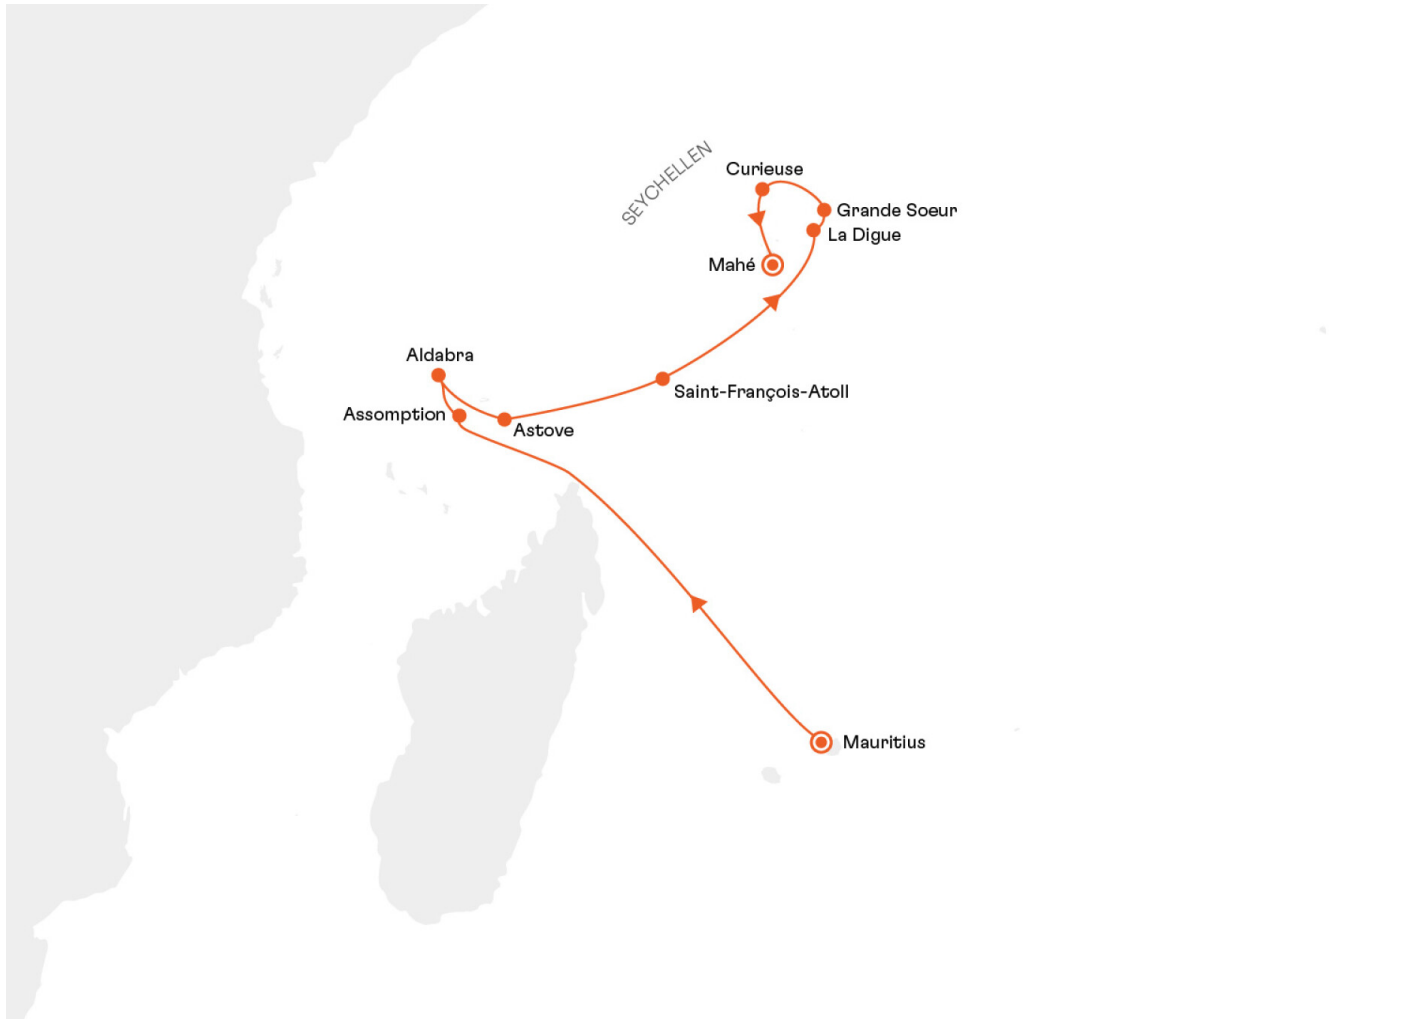 SEYCHELLEN
Curieuse
Grande Soeur
La Digue
Mahé
Aldabra
Saint-François-Atoll
Assomption
Astove
Mauritius